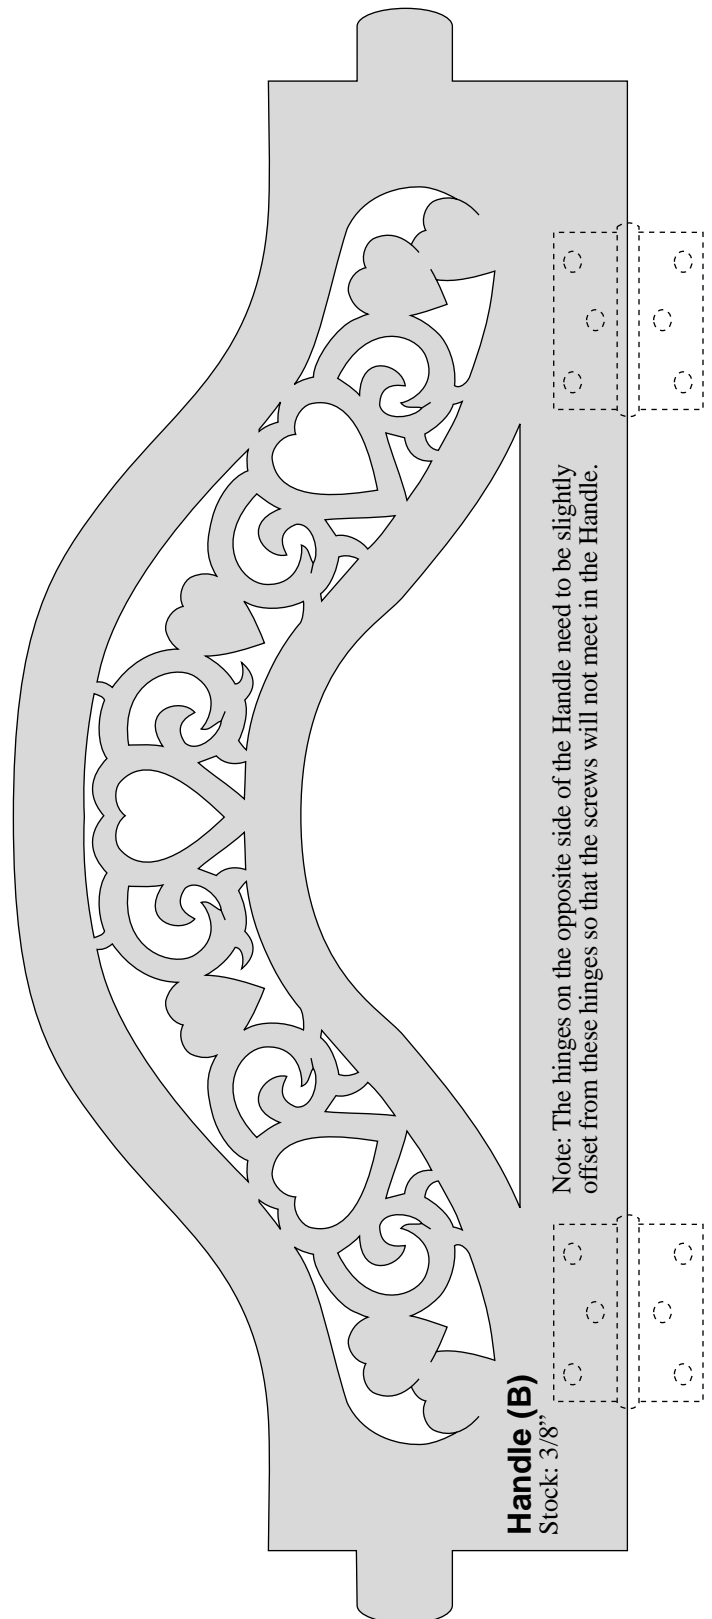 Handle (B)
Stock: 3/8”
Note: The hinges on the opposite side of the Handle need to be slightly
offset from these hinges so that the screws will not meet in the Handle.